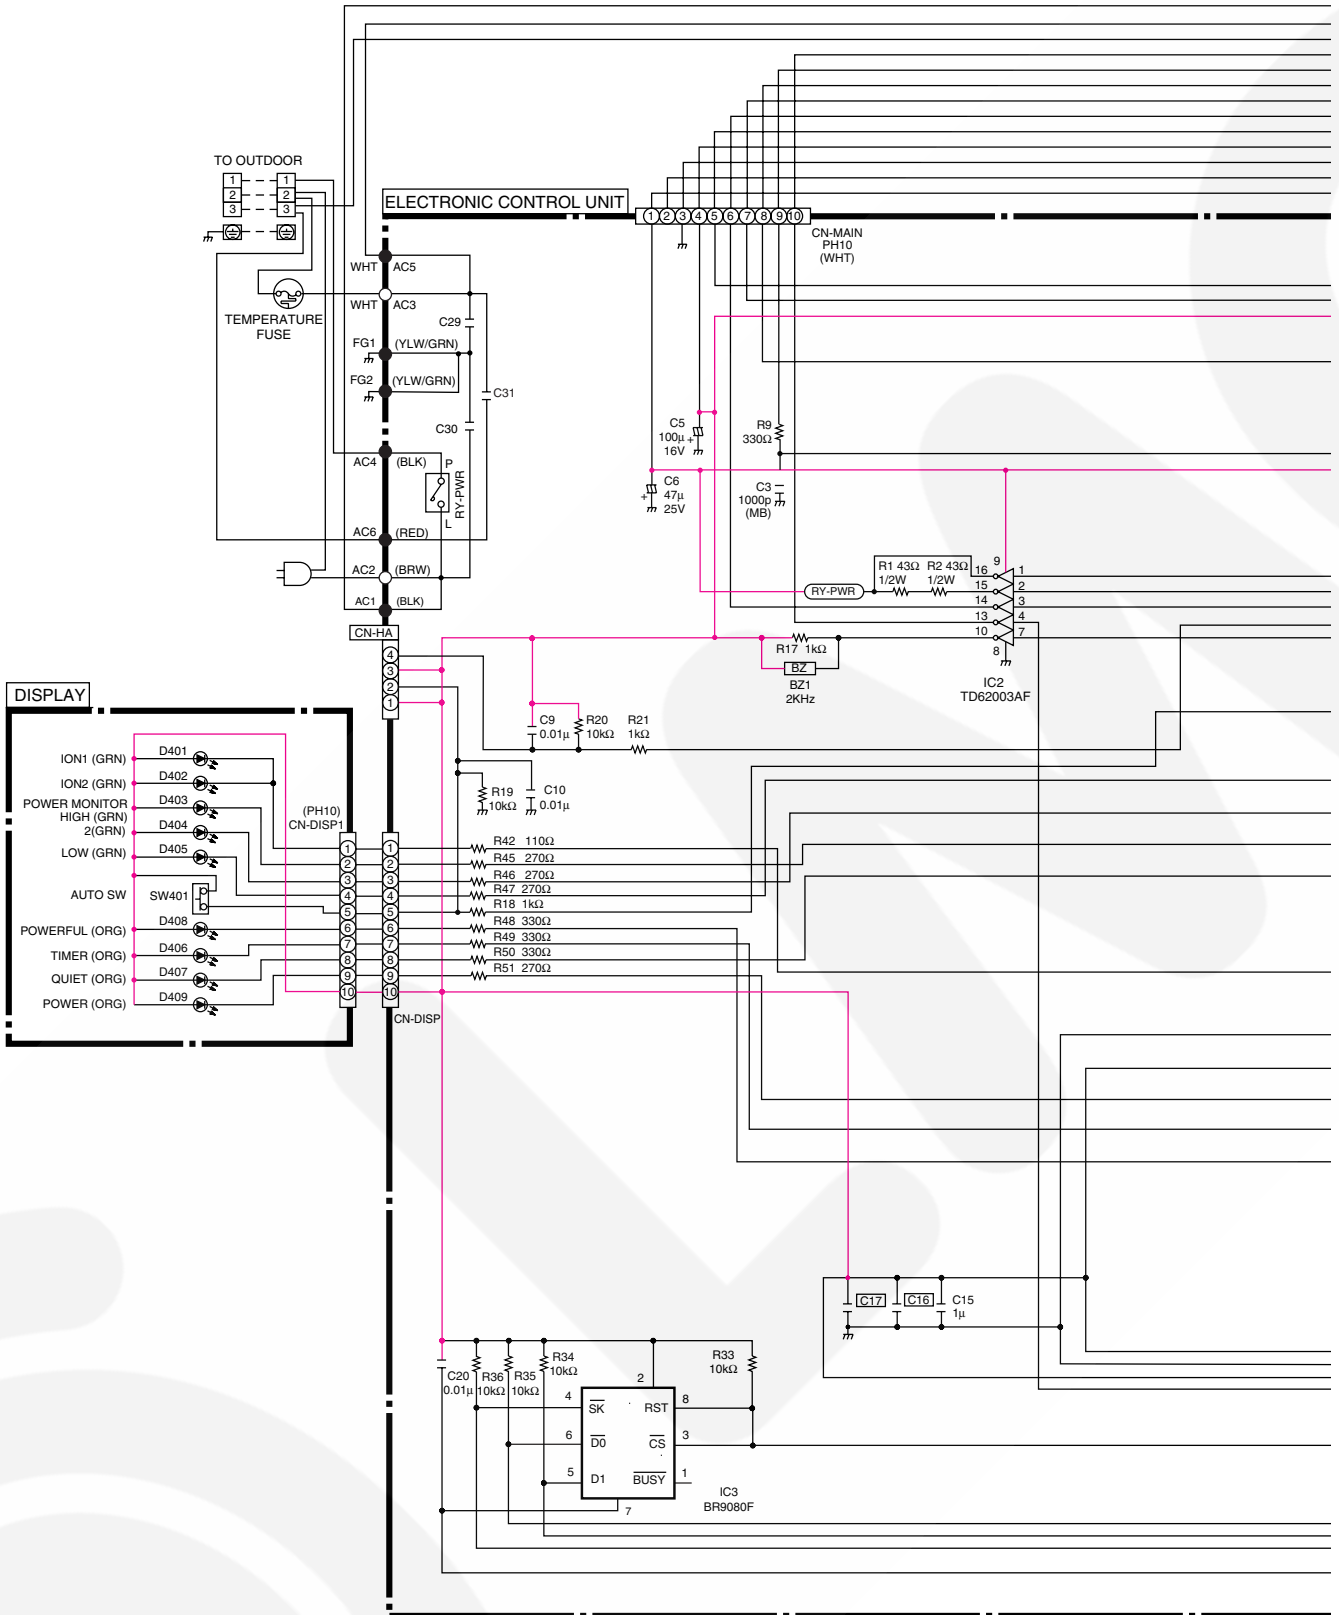 TO OUTDOOR
1 1
2 2
3 3
ELECTRONIC CONTROL UNIT
1 2 3 4 5 6 7 8 9 10
CN-MAIN
PH10
(WHT)
WHT AC5
WHT AC3
TEMPERATURE
FUSE
C29
FG1 (YLW/GRN)
FG2 (YLW/GRN)
C31
C30
AC4 (BLK) P
RY-PWR
L
AC6 (RED)
AC2 (BRW)
AC1 (BLK)
C5
100μ +
16V
R9
330Ω
C6
+ 47μ
25V
C3
1000p
(MB)
RY-PWR
R1 43Ω R2 43Ω
1/2W 1/2W
9
16 1
15 2
14 3
13 4
10 7
8
IC2
TD62003AF
R17 1kΩ
BZ
BZ1
2KHz
CN-HA
4
3
2
1
C9
0.01μ
R20
10kΩ
R21
1kΩ
R19
10kΩ
C10
0.01μ
DISPLAY
ION1 (GRN) D401
ION2 (GRN) D402
POWER MONITOR
HIGH (GRN) D403
2(GRN) D404
LOW (GRN) D405
AUTO SW SW401
POWERFUL (ORG) D408
TIMER (ORG) D406
QUIET (ORG) D407
POWER (ORG) D409
(PH10)
CN-DISP1
1 1 R42 110Ω
2 2 R45 270Ω
3 3 R46 270Ω
4 4 R47 270Ω
5 5 R18 1kΩ
6 6 R48 330Ω
7 7 R49 330Ω
8 8 R50 330Ω
9 9 R51 270Ω
10 10
CN-DISP
C17 C16 C15
1μ
C20
0.01μ
R36
10kΩ
R35
10kΩ
R34
10kΩ
R33
10kΩ
2
4 SK RST 8
6 D0 CS 3
5 D1 BUSY 1
7
IC3
BR9080F